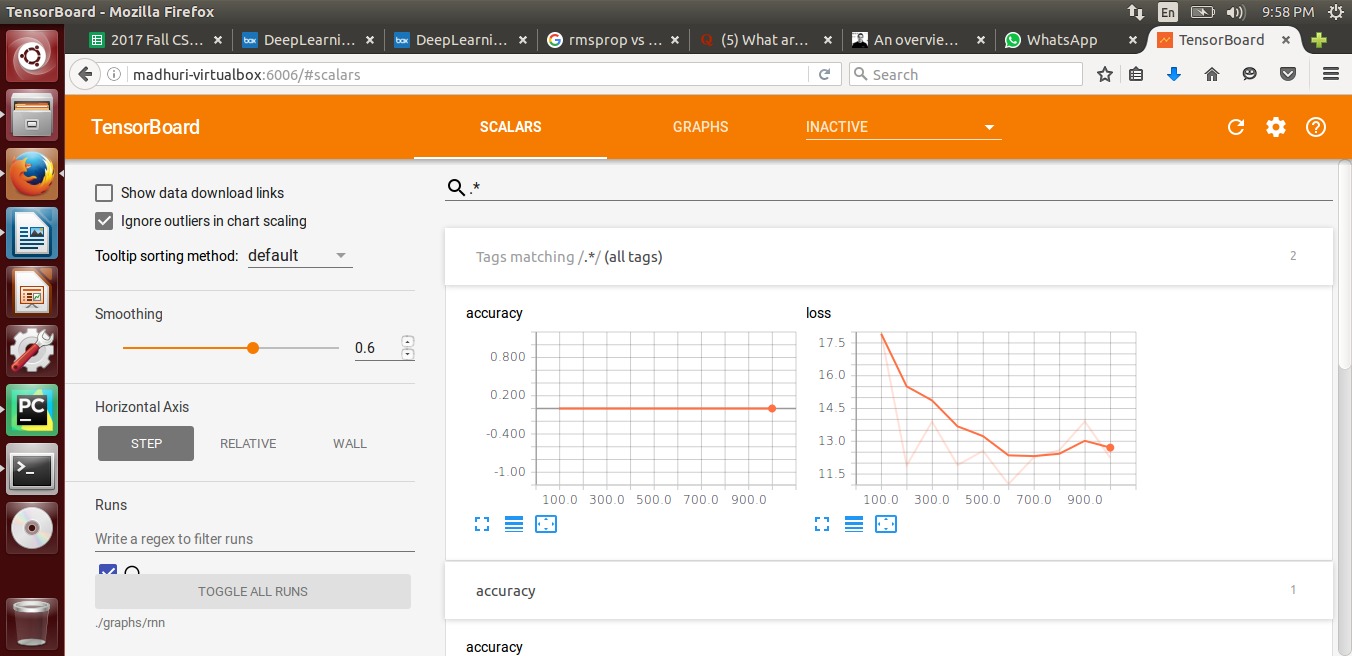 TensorBoard - Mozilla Firefox
En
9:58 PM
2017 Fall CS...
DeepLearni...
DeepLearni...
rmsprop vs ...
(5) What ar...
An overvie...
WhatsApp
TensorBoard
madhuri-virtualbox:6006/#scalars
Search
TensorBoard
SCALARS
GRAPHS
INACTIVE
Show data download links
Ignore outliers in chart scaling
Tooltip sorting method: default
Smoothing
0.6
Horizontal Axis
STEP
RELATIVE
WALL
Runs
Write a regex to filter runs
TOGGLE ALL RUNS
./graphs/rnn
.*
Tags matching /.*/ (all tags)
2
accuracy
0.800
0.200
-0.400
-1.00
100.0 300.0 500.0 700.0 900.0
loss
17.5
16.0
14.5
13.0
11.5
100.0 300.0 500.0 700.0 900.0
accuracy
1
accuracy
PC